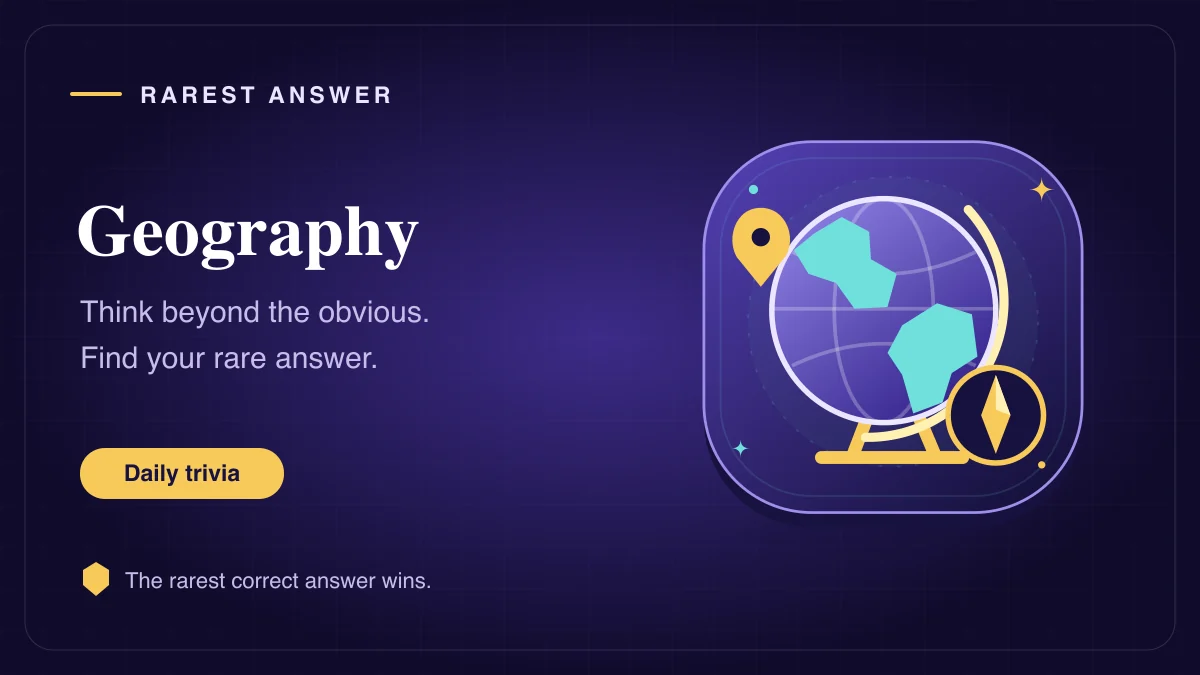 RAREST ANSWER
Geography
Think beyond the obvious.
Find your rare answer.
Daily trivia
The rarest correct answer wins.